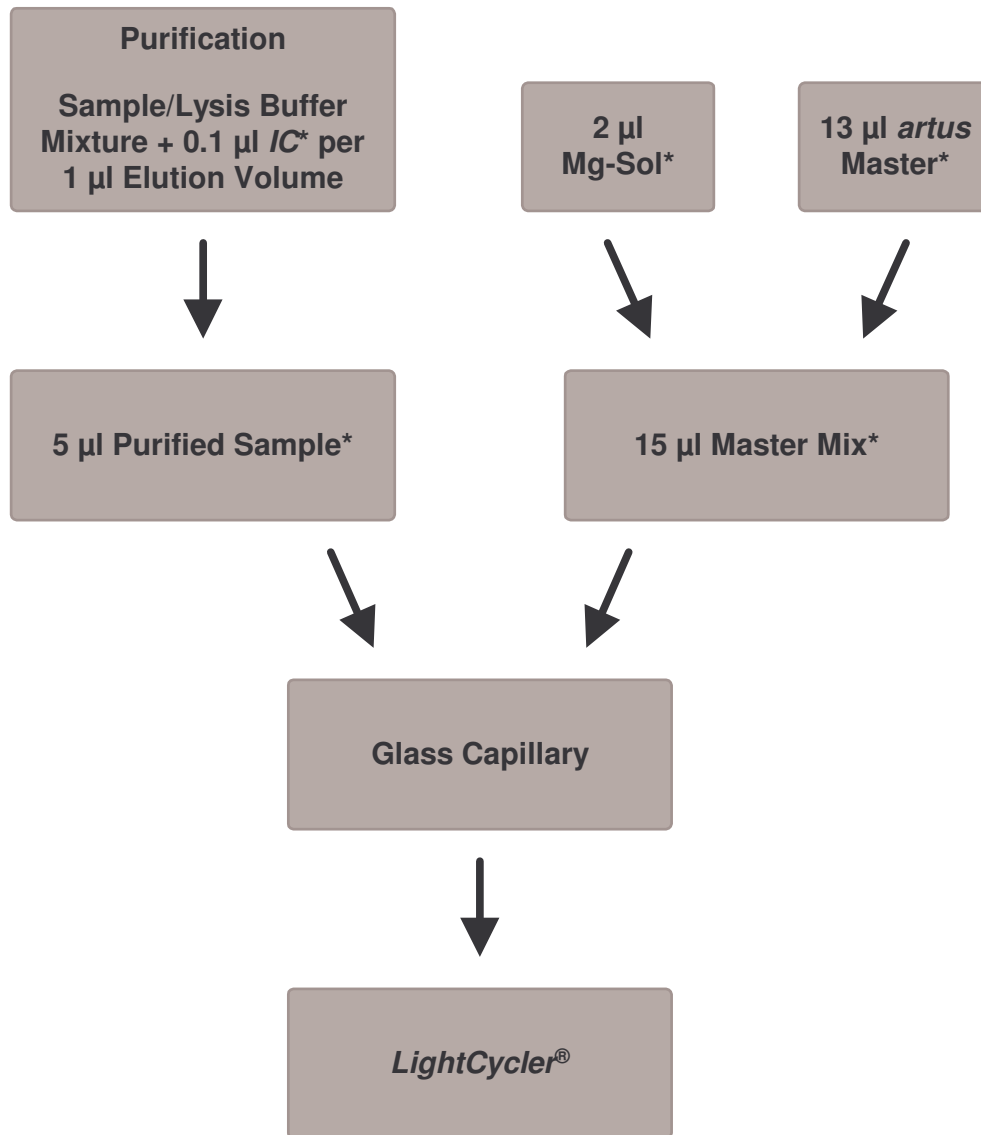 Purification
Sample/Lysis Buffer
Mixture + 0.1 µl IC* per
1 µl Elution Volume
2 µl
Mg-Sol*
13 µl artus
Master*
5 µl Purified Sample*
15 µl Master Mix*
Glass Capillary
LightCycler®